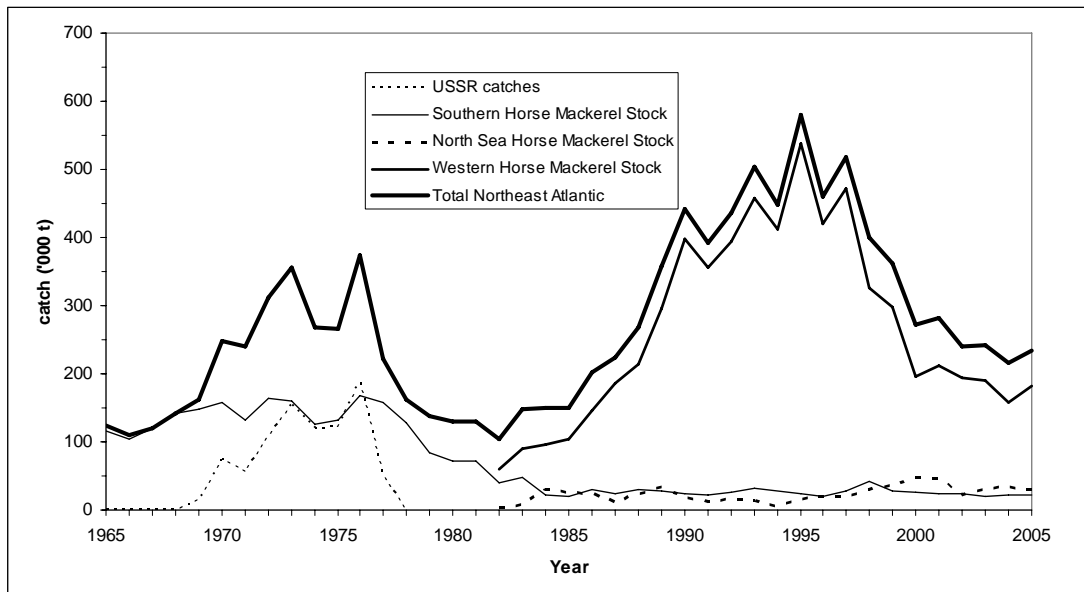 700
600
500
400
300
200
100
0
catch ('000 t)
USSR catches
Southern Horse Mackerel Stock
North Sea Horse Mackerel Stock
Western Horse Mackerel Stock
Total Northeast Atlantic
1965 1970 1975 1980 1985 1990 1995 2000 2005
Year